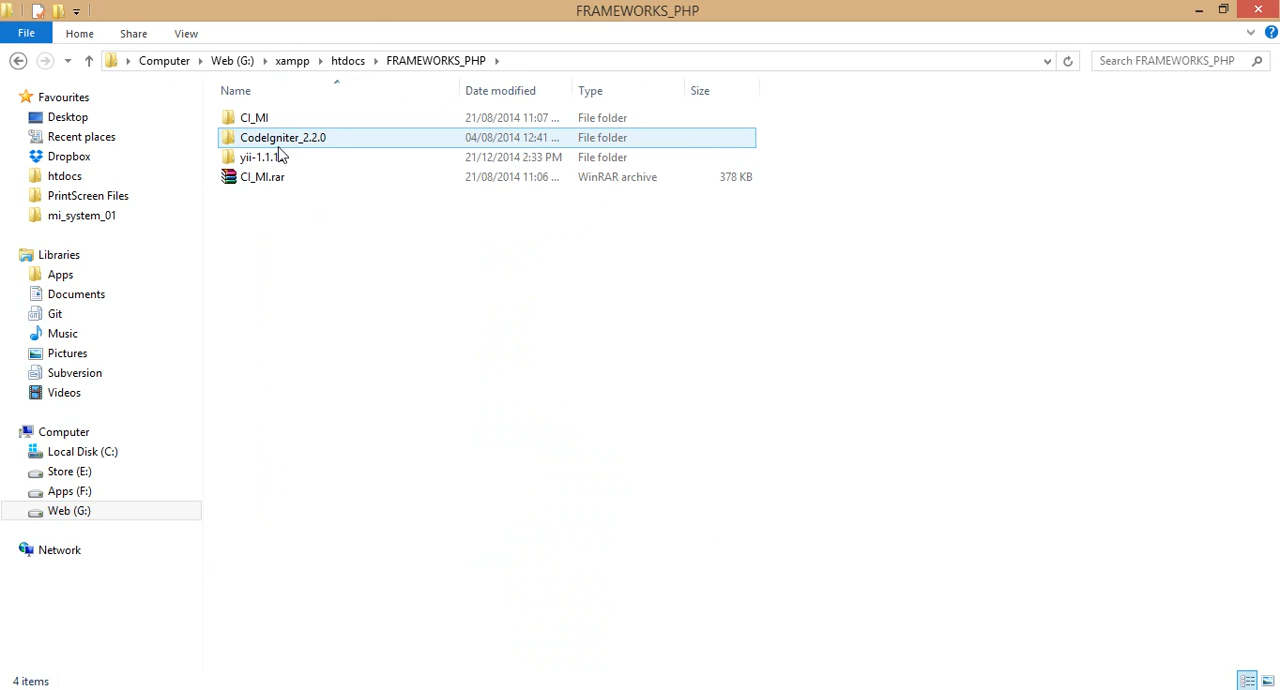 FRAMEWORKS_PHP
File Home Share View
Computer Web (G:) xampp htdocs FRAMEWORKS_PHP Search FRAMEWORKS_PHP
Name Date modified Type Size
Favourites
Desktop
Recent places
Dropbox
htdocs
PrintScreen Files
mi_system_01
Libraries
Apps
Documents
Git
Music
Pictures
Subversion
Videos
Computer
Local Disk (C:)
Store (E:)
Apps (F:)
Web (G:)
Network
CI_MI 21/08/2014 11:07 ... File folder
CodeIgniter_2.2.0 04/08/2014 12:41 ... File folder
21/12/2014 2:33 PM File folder
CI_MI.rar 21/08/2014 11:06 ... WinRAR archive 378 KB
4 items